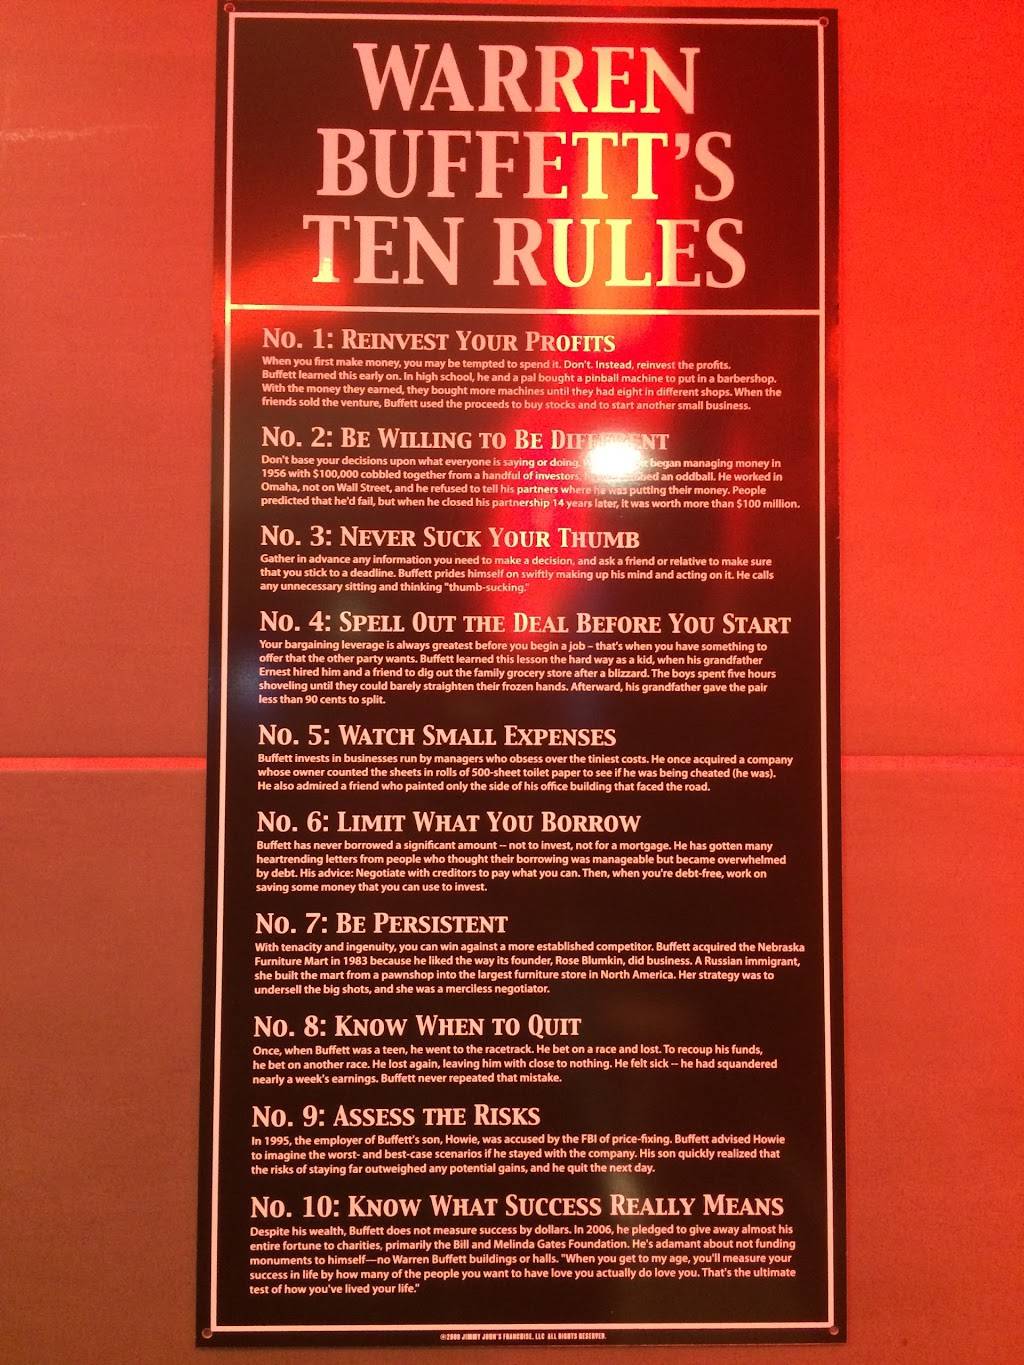 WARREN
BUFFETT'S
TEN RULES
No. 1: Reinvest Your Profits
When you first make money, you may be tempted to spend it. Don't. Instead, reinvest the profits.
Buffett learned this early on. In high school, he and a pal bought a pinball machine to put in a barbershop.
With the money they earned, they bought more machines until they had eight in different shops. When the
friends sold the venture, Buffett used the proceeds to buy stocks and to start another small business.
No. 2: Be Willing to Be Different
Don't base your decisions upon what everyone is saying or doing. began managing money in
1956 with $100,000 cobbled together from a handful of investors, an oddball. He worked in
Omaha, not on Wall Street, and he refused to tell his partners where he was putting their money. People
predicted that he'd fail, but when he closed his partnership 14 years later, it was worth more than $100 million.
No. 3: Never Suck Your Thumb
Gather in advance any information you need to make a decision, and ask a friend or relative to make sure
that you stick to a deadline. Buffett prides himself on swiftly making up his mind and acting on it. He calls
any unnecessary sitting and thinking "thumb-sucking."
No. 4: Spell Out the Deal Before You Start
Your bargaining leverage is always greatest before you begin a job – that's when you have something to
offer that the other party wants. Buffett learned this lesson the hard way as a kid, when his grandfather
Ernest hired him and a friend to dig out the family grocery store after a blizzard. The boys spent five hours
shoveling until they could barely straighten their frozen hands. Afterward, his grandfather gave the pair
less than 90 cents to split.
No. 5: Watch Small Expenses
Buffett invests in businesses run by managers who obsess over the tiniest costs. He once acquired a company
whose owner counted the sheets in rolls of 500-sheet toilet paper to see if he was being cheated (he was).
He also admired a friend who painted only the side of his office building that faced the road.
No. 6: Limit What You Borrow
Buffett has never borrowed a significant amount -- not to invest, not for a mortgage. He has gotten many
heartrending letters from people who thought their borrowing was manageable but became overwhelmed
by debt. His advice: Negotiate with creditors to pay what you can. Then, when you're debt-free, work on
saving some money that you can use to invest.
No. 7: Be Persistent
With tenacity and ingenuity, you can win against a more established competitor. Buffett acquired the Nebraska
Furniture Mart in 1983 because he liked the way its founder, Rose Blumkin, did business. A Russian immigrant,
she built the mart from a pawnshop into the largest furniture store in North America. Her strategy was to
undersell the big shots, and she was a merciless negotiator.
No. 8: Know When to Quit
Once, when Buffett was a teen, he went to the racetrack. He bet on a race and lost. To recoup his funds,
he bet on another race. He lost again, leaving him with close to nothing. He felt sick -- he had squandered
nearly a week's earnings. Buffett never repeated that mistake.
No. 9: Assess the Risks
In 1995, the employer of Buffett's son, Howie, was accused by the FBI of price-fixing. Buffett advised Howie
to imagine the worst- and best-case scenarios if he stayed with the company. His son quickly realized that
the risks of staying far outweighed any potential gains, and he quit the next day.
No. 10: Know What Success Really Means
Despite his wealth, Buffett does not measure success by dollars. In 2006, he pledged to give away almost his
entire fortune to charities, primarily the Bill and Melinda Gates Foundation. He's adamant about not funding
monuments to himself—no Warren Buffett buildings or halls. "When you get to my age, you'll measure your
success in life by how many of the people you want to have love you actually do love you. That's the ultimate
test of how you've lived your life."
©2008 JIMMY JOHN'S FRANCHISE, LLC ALL RIGHTS RESERVED.